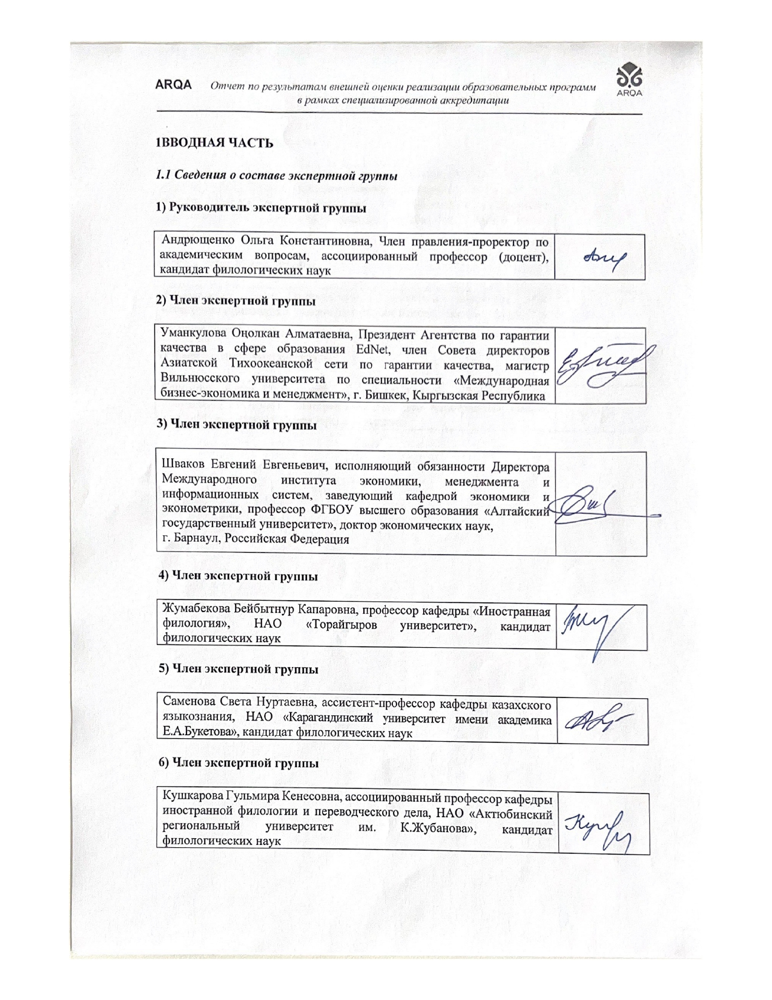 ARQA
Отчет по результатам внешней оценки реализации образовательных программ
в рамках специализированной аккредитации
ARQA
1ВВОДНАЯ ЧАСТЬ
1.1 Сведения о составе экспертной группы
1) Руководитель экспертной группы
Андрющенко Ольга Константиновна, Член правления-проректор по
академическим вопросам, ассоциированный профессор (доцент),
кандидат филологических наук
2) Член экспертной группы
Уманкулова Оңолкан Алматаевна, Президент Агентства по гарантии
качества в сфере образования EdNet, член Совета директоров
Азиатской Тихоокеанской сети по гарантии качества, магистр
Вильнюсского университета по специальности «Международная
бизнес-экономика и менеджмент», г. Бишкек, Кыргызская Республика
3) Член экспертной группы
Шваков Евгений Евгеньевич, исполняющий обязанности Директора
Международного института экономики, менеджмента и
информационных систем, заведующий кафедрой экономики и
эконометрики, профессор ФГБОУ высшего образования «Алтайский
государственный университет», доктор экономических наук,
г. Барнаул, Российская Федерация
4) Член экспертной группы
Жумабекова Бейбытнур Капаровна, профессор кафедры «Иностранная
филология», НАО «Торайгыров университет», кандидат
филологических наук
5) Член экспертной группы
Саменова Света Нуртаевна, ассистент-профессор кафедры казахского
языкознания, НАО «Карагандинский университет имени академика
Е.А.Букетова», кандидат филологических наук
6) Член экспертной группы
Кушкарова Гульмира Кенесовна, ассоциированный профессор кафедры
иностранной филологии и переводческого дела, НАО «Актюбинский
региональный университет им. К.Жубанова», кандидат
филологических наук